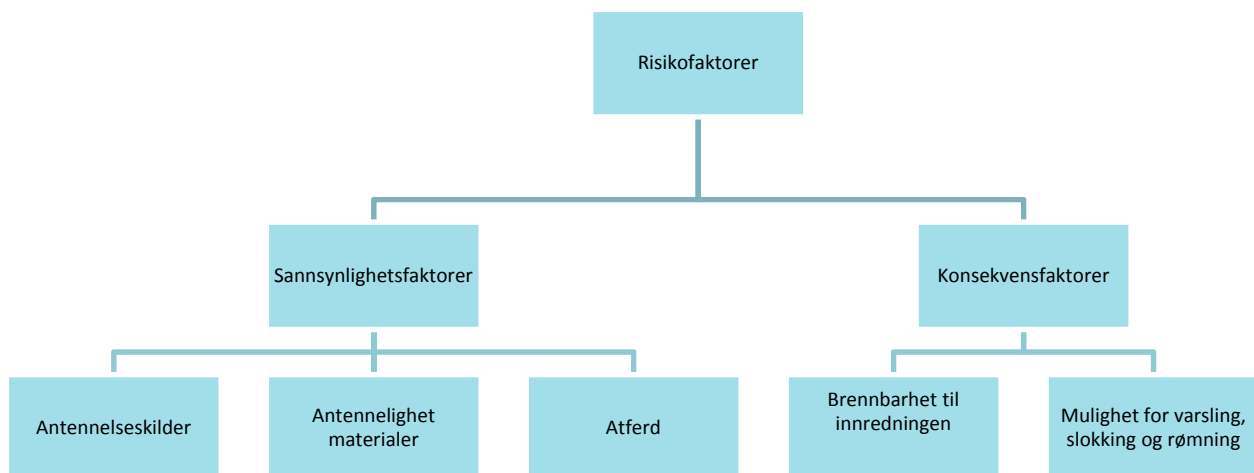 Risikofaktorer
Sannsynlighetsfaktorer
Konsekvensfaktorer
Antennelseskilder
Antennelighet
materialer
Atferd
Brennbarhet til
innredningen
Mulighet for varsling,
slokking og rømning